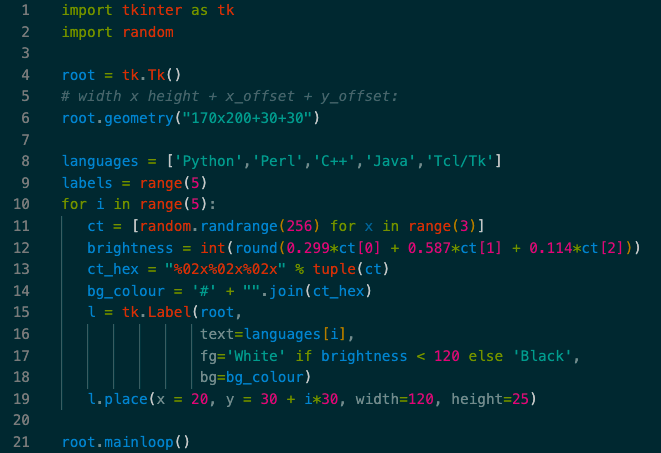 1 import tkinter as tk
2 import random
3
4 root = tk.Tk()
5 # width x height + x_offset + y_offset:
6 root.geometry("170x200+30+30")
7
8 languages = ['Python','Perl','C++','Java','Tcl/Tk']
9 labels = range(5)
10 for i in range(5):
11     ct = [random.randrange(256) for x in range(3)]
12     brightness = int(round(0.299*ct[0] + 0.587*ct[1] + 0.114*ct[2]))
13     ct_hex = "%02x%02x%02x" % tuple(ct)
14     bg_colour = '#' + "".join(ct_hex)
15     l = tk.Label(root,
16                  text=languages[i],
17                  fg='White' if brightness < 120 else 'Black',
18                  bg=bg_colour)
19     l.place(x = 20, y = 30 + i*30, width=120, height=25)
20
21 root.mainloop()